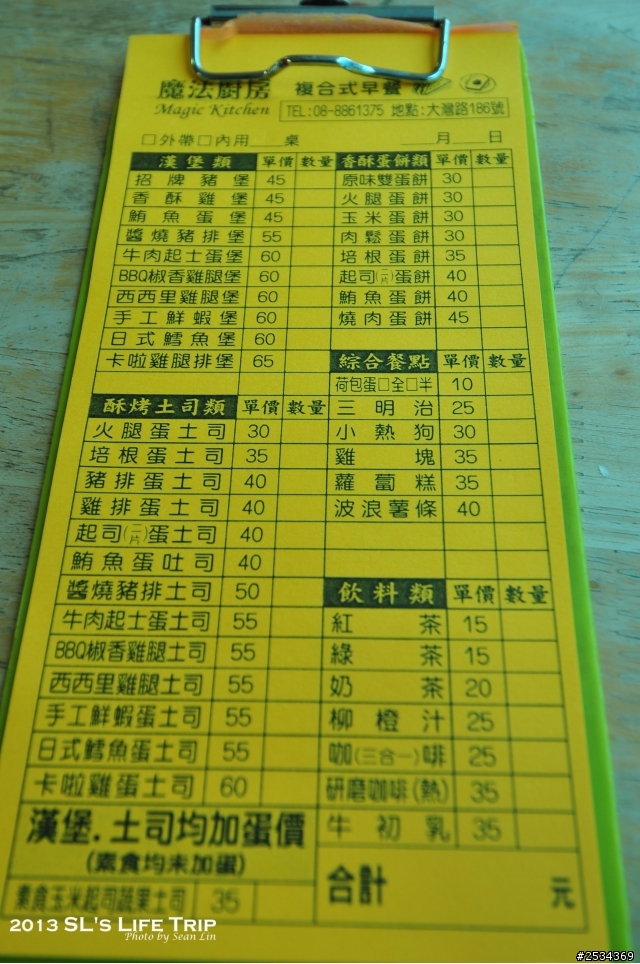 魔法廚房 複合式早餐
Magic Kitchen TEL:08-8861375 地點:大灣路186號
□外帶□內用 桌 月 日
漢堡類 單價 數量
招牌豬堡 45
香酥雞堡 45
鮪魚蛋堡 45
醬燒豬排堡 55
牛肉起士蛋堡 60
BBQ椒香雞腿堡 60
西西里雞腿堡 60
手工鮮蝦堡 60
日式鱈魚堡 60
卡啦雞腿排堡 65
酥烤土司類 單價 數量
火腿蛋土司 30
培根蛋土司 35
豬排蛋土司 40
雞排蛋土司 40
起司(二片)蛋土司 40
鮪魚蛋吐司 40
醬燒豬排土司 50
牛肉起士蛋土司 55
BBQ椒香雞腿土司 55
西西里雞腿土司 55
手工鮮蝦蛋土司 55
日式鱈魚蛋土司 55
卡啦雞蛋土司 60
漢堡.土司均加蛋價
(素食均未加蛋)
素食玉米起司蔬果土司 35
香酥蛋餅類 單價 數量
原味雙蛋餅 30
火腿蛋餅 30
玉米蛋餅 30
肉鬆蛋餅 30
培根蛋餅 35
起司(二片)蛋餅 40
鮪魚蛋餅 40
燒肉蛋餅 45
綜合餐點 單價 數量
荷包蛋□全□半 10
三明治 25
小熱狗 30
雞塊 35
蘿蔔糕 35
波浪薯條 40
飲料類 單價 數量
紅茶 15
綠茶 15
奶茶 20
柳橙汁 25
咖(三合一)啡 25
研磨咖啡(熱) 35
牛初乳 35
合計 元
2013 SL's Life Trip
Photo by Sean Lin
#2534369